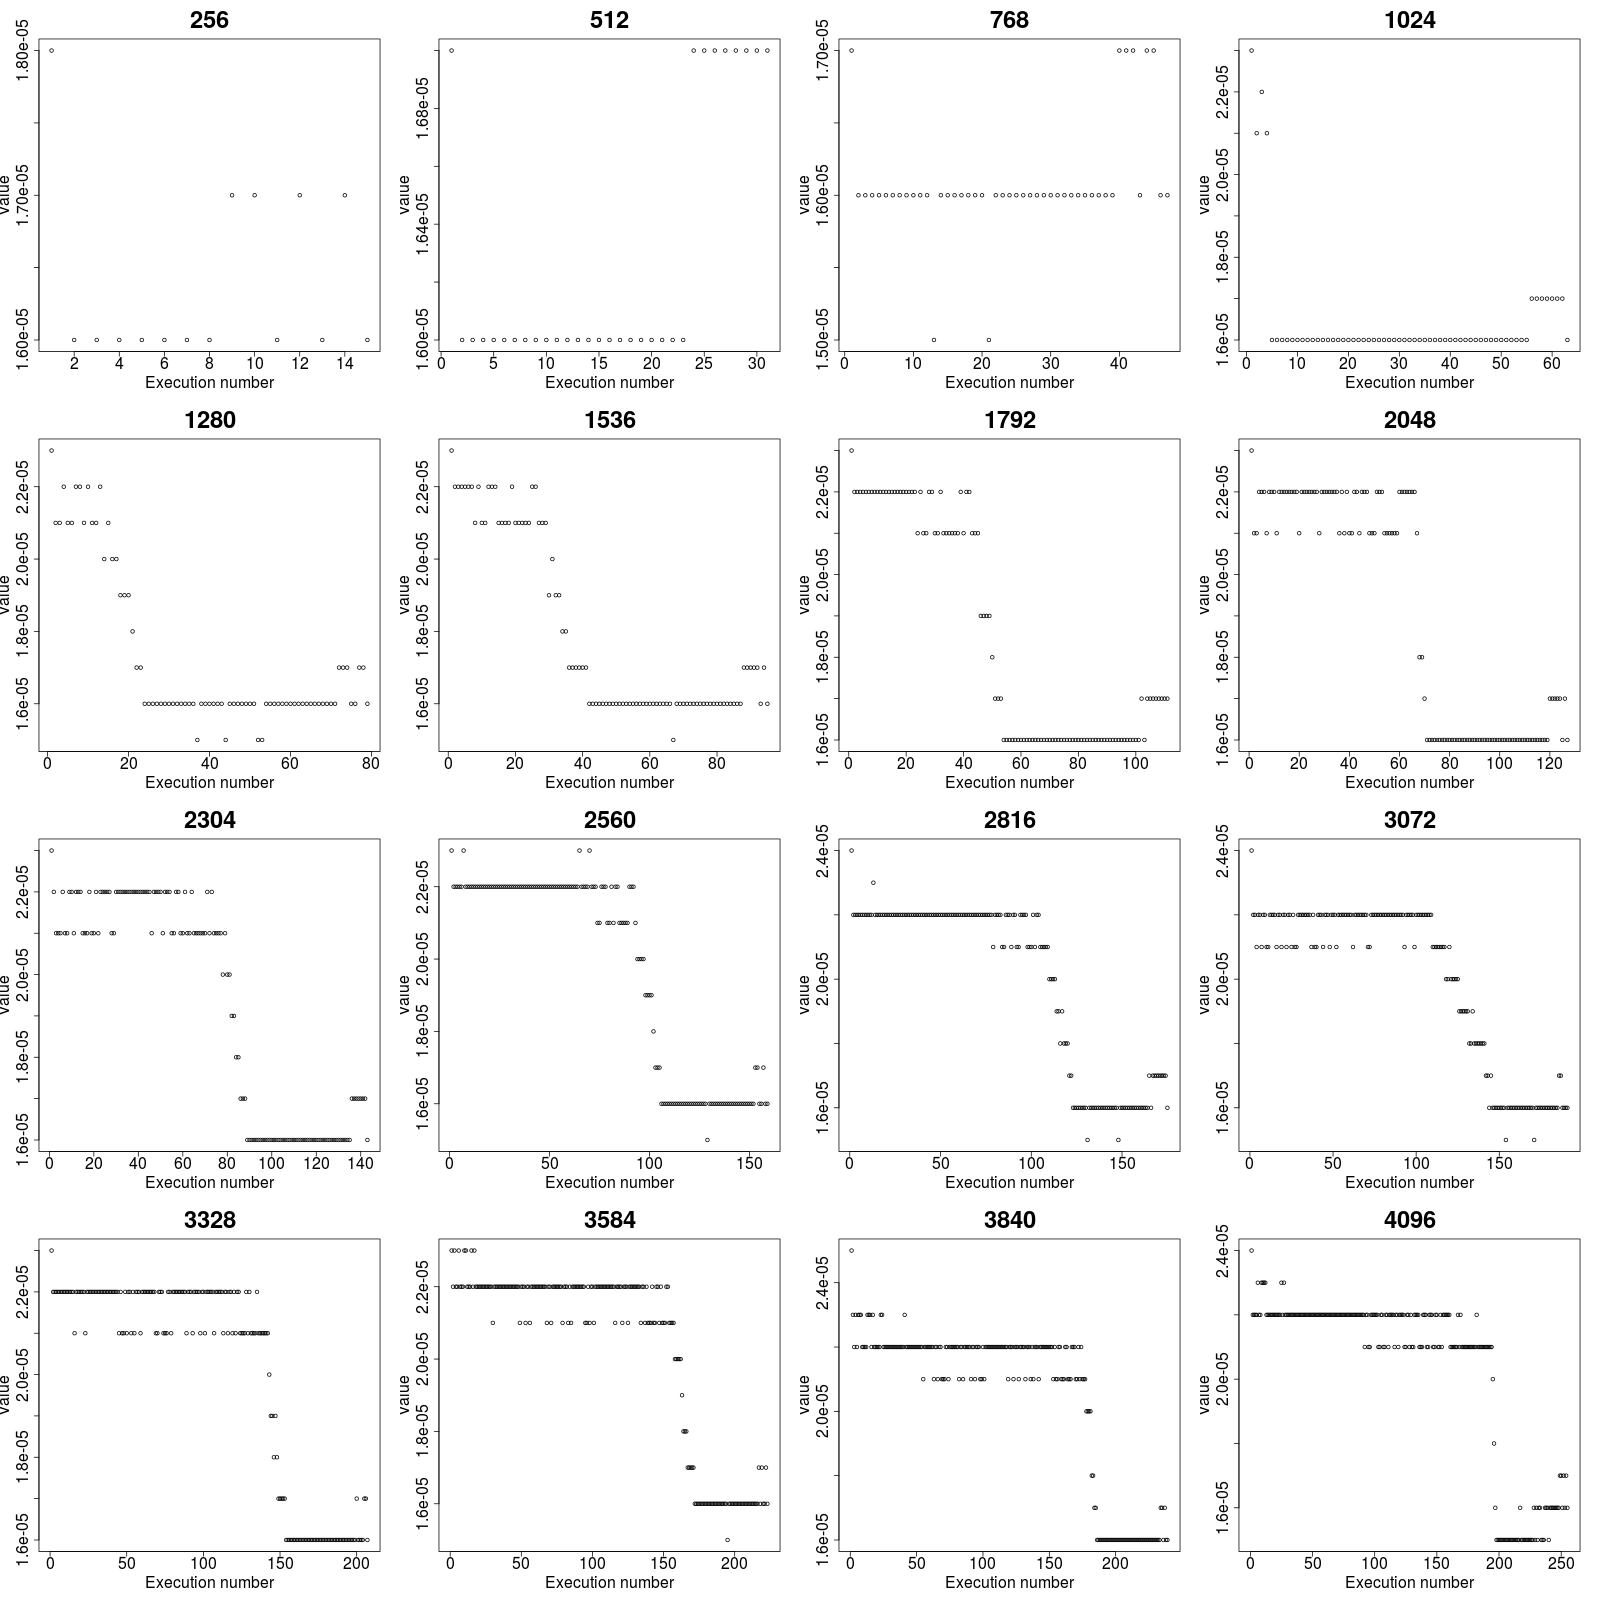 256
value
1.60e-05 1.70e-05 1.80e-05
2 4 6 8 10 12 14
Execution number
512
value
1.60e-05 1.64e-05 1.68e-05
0 5 10 15 20 25 30
Execution number
768
value
1.50e-05 1.60e-05 1.70e-05
0 10 20 30 40
Execution number
1024
value
1.6e-05 1.8e-05 2.0e-05 2.2e-05
0 10 20 30 40 50 60
Execution number
1280
value
1.6e-05 1.8e-05 2.0e-05 2.2e-05
0 20 40 60 80
Execution number
1536
value
1.6e-05 1.8e-05 2.0e-05 2.2e-05
0 20 40 60 80
Execution number
1792
value
1.6e-05 1.8e-05 2.0e-05 2.2e-05
0 20 40 60 80 100
Execution number
2048
value
1.6e-05 1.8e-05 2.0e-05 2.2e-05
0 20 40 60 80 100 120
Execution number
2304
value
1.6e-05 1.8e-05 2.0e-05 2.2e-05
0 20 40 60 80 100 120 140
Execution number
2560
value
1.6e-05 1.8e-05 2.0e-05 2.2e-05
0 50 100 150
Execution number
2816
value
1.6e-05 2.0e-05 2.4e-05
0 50 100 150
Execution number
3072
value
1.6e-05 2.0e-05 2.4e-05
0 50 100 150
Execution number
3328
value
1.6e-05 1.8e-05 2.0e-05 2.2e-05
0 50 100 150 200
Execution number
3584
value
1.6e-05 1.8e-05 2.0e-05 2.2e-05
0 50 100 150 200
Execution number
3840
value
1.6e-05 2.0e-05 2.4e-05
0 50 100 150 200
Execution number
4096
value
1.6e-05 2.0e-05 2.4e-05
0 50 100 150 200 250
Execution number